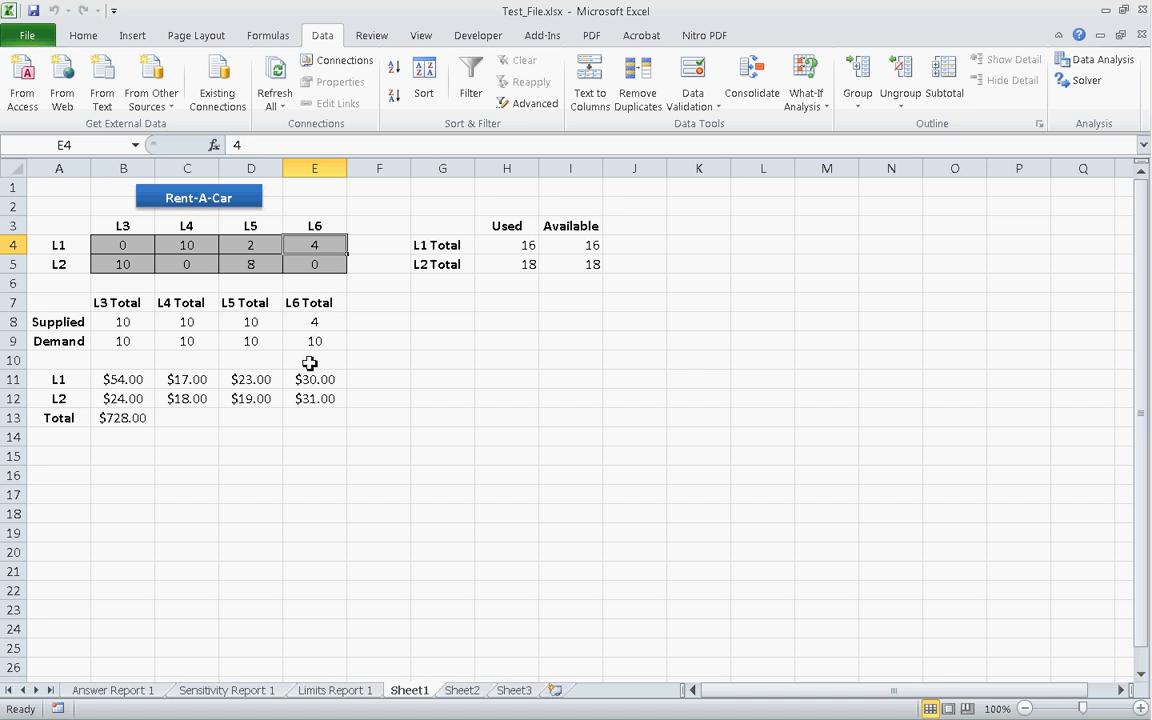 Test_File.xlsx - Microsoft Excel
File Home Insert Page Layout Formulas Data Review View Developer Add-Ins PDF Acrobat Nitro PDF
From Access From Web From Text From Other Sources Existing Connections Refresh All Connections Properties Edit Links Sort Filter Clear Reapply Advanced Text to Columns Remove Duplicates Data Validation Consolidate What-If Analysis Group Ungroup Subtotal Show Detail Hide Detail Data Analysis Solver
Get External Data Connections Sort & Filter Data Tools Outline Analysis
E4 fx 4
A B C D E F G H I J K L M N O P Q
1 Rent-A-Car
2
3 L3 L4 L5 L6 Used Available
4 L1 0 10 2 4 L1 Total 16 16
5 L2 10 0 8 0 L2 Total 18 18
6
7 L3 Total L4 Total L5 Total L6 Total
8 Supplied 10 10 10 4
9 Demand 10 10 10 10
10
11 L1 $54.00 $17.00 $23.00 $30.00
12 L2 $24.00 $18.00 $19.00 $31.00
13 Total $728.00
14
15
16
17
18
19
20
21
22
23
24
25
26
Answer Report 1 Sensitivity Report 1 Limits Report 1 Sheet1 Sheet2 Sheet3
Ready 100%